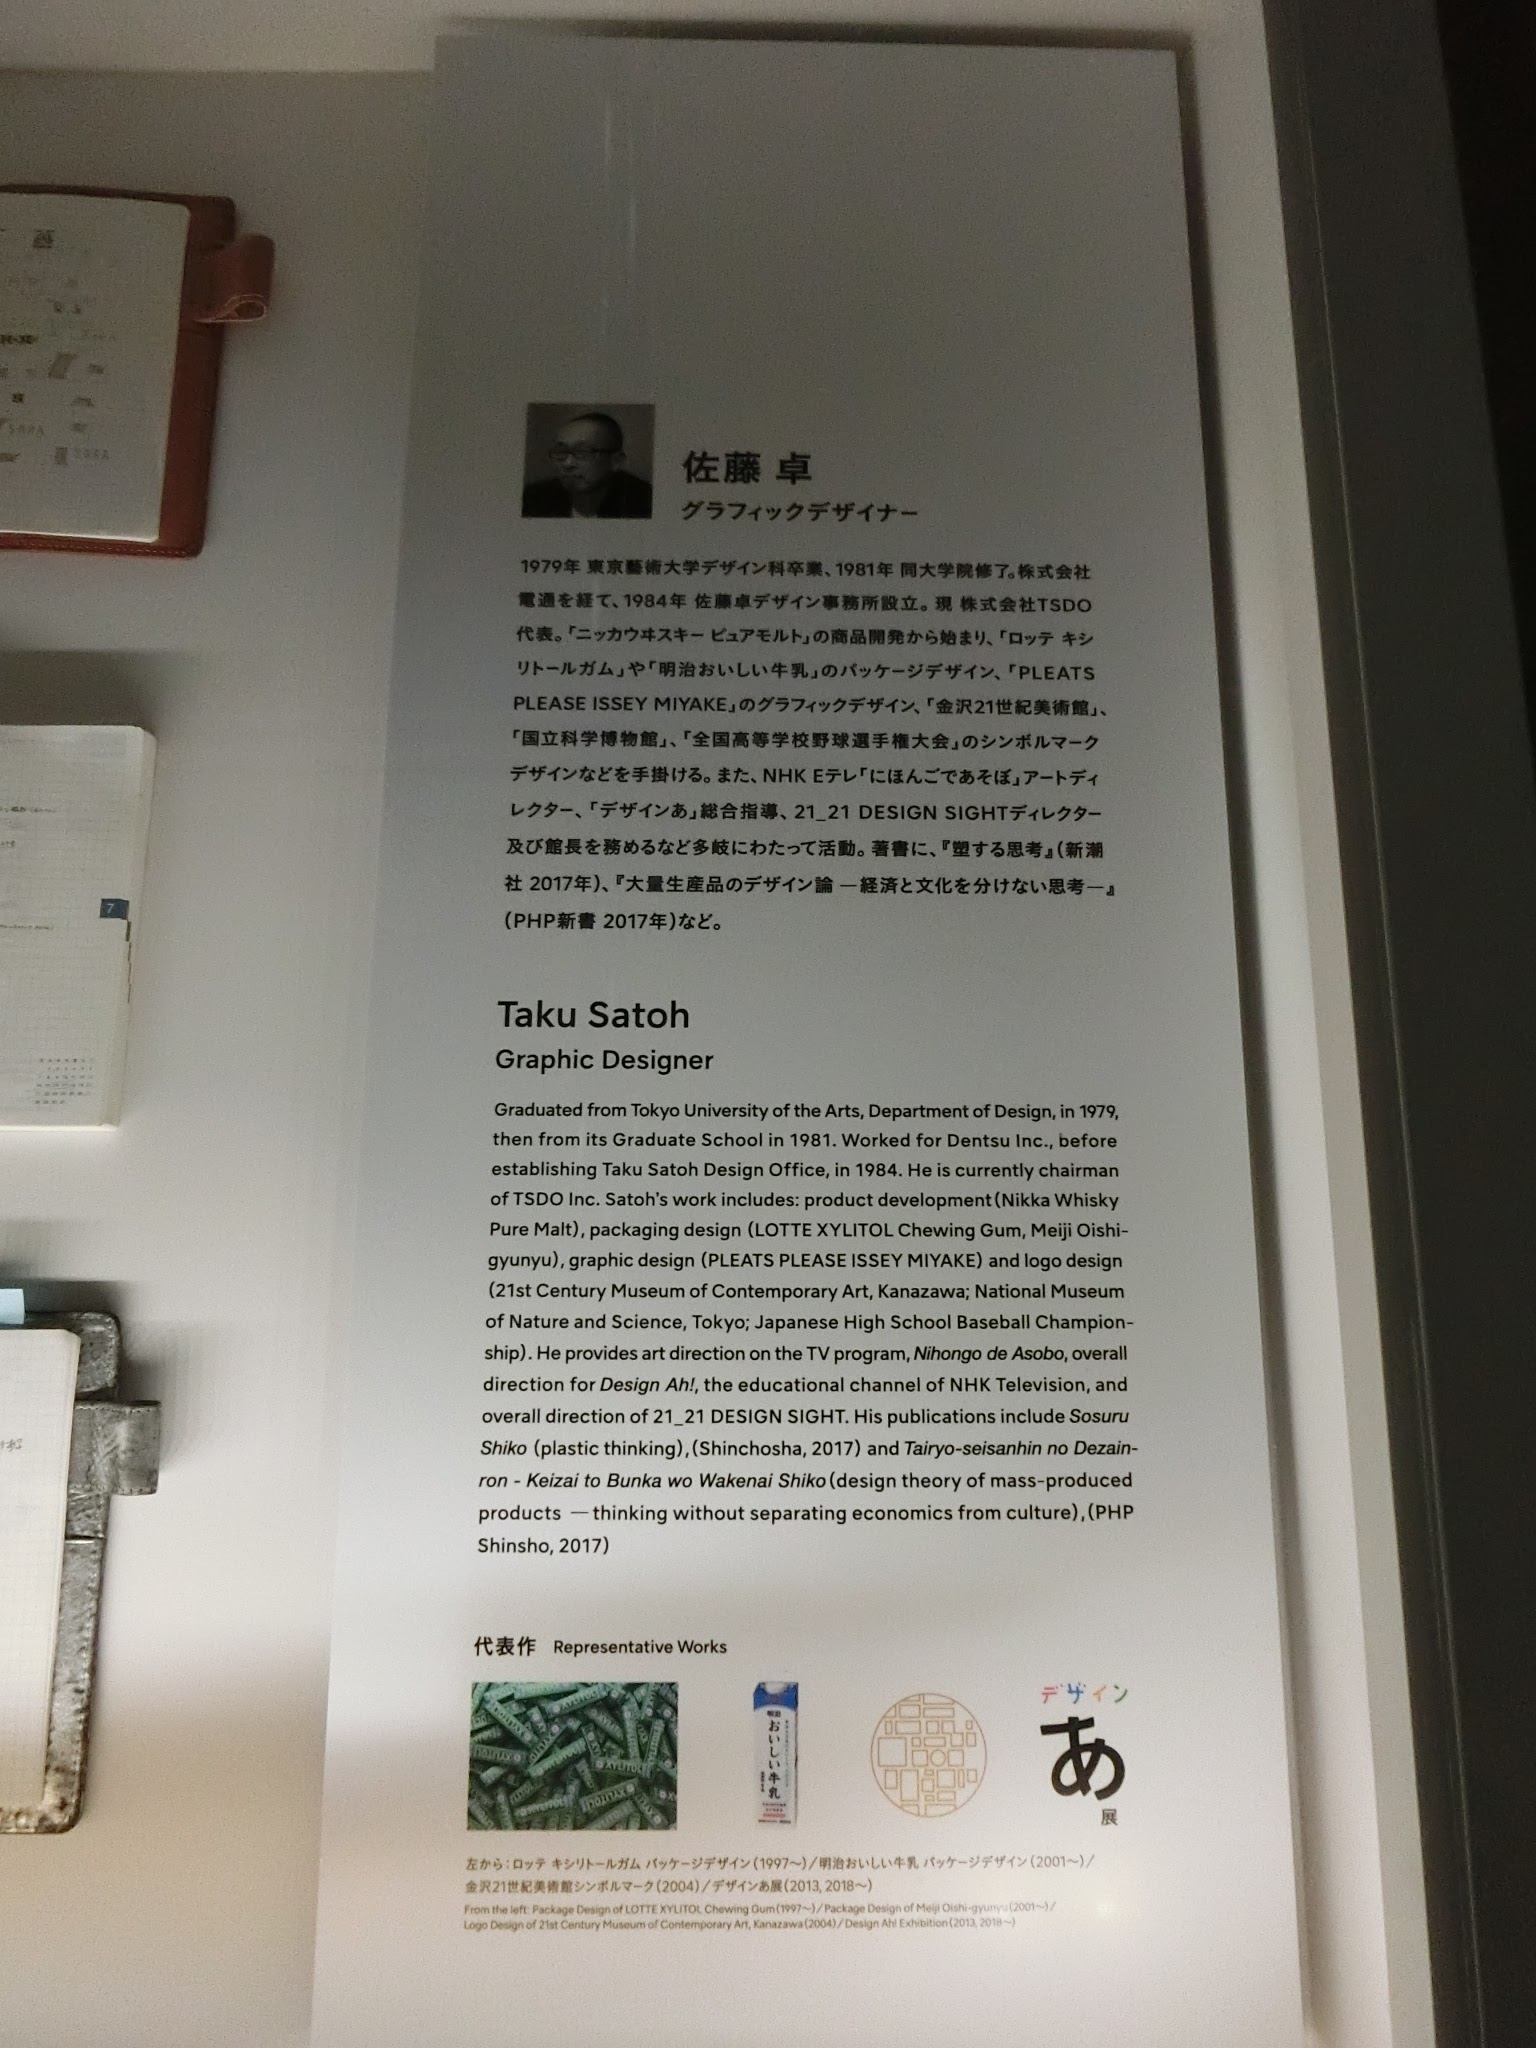 佐藤 卓
グラフィックデザイナー
1979年 東京藝術大学デザイン科卒業、1981年 同大学院修了。株式会社
電通を経て、1984年 佐藤卓デザイン事務所設立。現 株式会社TSDO
代表。「ニッカウヰスキー ピュアモルト」の商品開発から始まり、「ロッテ キシ
リトールガム」や「明治おいしい牛乳」のパッケージデザイン、「PLEATS
PLEASE ISSEY MIYAKE」のグラフィックデザイン、「金沢21世紀美術館」、
「国立科学博物館」、「全国高等学校野球選手権大会」のシンボルマーク
デザインなどを手掛ける。また、NHK Eテレ「にほんごであそぼ」アートディ
レクター、「デザインあ」総合指導、21_21 DESIGN SIGHTディレクター
及び館長を務めるなど多岐にわたって活動。著書に、『塑する思考』（新潮
社 2017年）、『大量生産品のデザイン論 ―経済と文化を分けない思考―』
（PHP新書 2017年）など。
Taku Satoh
Graphic Designer
Graduated from Tokyo University of the Arts, Department of Design, in 1979,
then from its Graduate School in 1981. Worked for Dentsu Inc., before
establishing Taku Satoh Design Office, in 1984. He is currently chairman
of TSDO Inc. Satoh's work includes: product development(Nikka Whisky
Pure Malt), packaging design (LOTTE XYLITOL Chewing Gum, Meiji Oishi-
gyunyu), graphic design (PLEATS PLEASE ISSEY MIYAKE) and logo design
(21st Century Museum of Contemporary Art, Kanazawa; National Museum
of Nature and Science, Tokyo; Japanese High School Baseball Champion-
ship). He provides art direction on the TV program, Nihongo de Asobo, overall
direction for Design Ah!, the educational channel of NHK Television, and
overall direction of 21_21 DESIGN SIGHT. His publications include Sosuru
Shiko (plastic thinking),(Shinchosha, 2017) and Tairyo-seisanhin no Dezain-
ron - Keizai to Bunka wo Wakenai Shiko(design theory of mass-produced
products —thinking without separating economics from culture),(PHP
Shinsho, 2017)
代表作 Representative Works
XYLITOL
明治
おいしい牛乳
デザイン
あ
展
左から：ロッテ キシリトールガム パッケージデザイン（1997〜）／明治おいしい牛乳 パッケージデザイン（2001〜）／
金沢21世紀美術館シンボルマーク（2004）／デザインあ展（2013, 2018〜）
From the left: Package Design of LOTTE XYLITOL Chewing Gum(1997〜)／Package Design of Meiji Oishi-gyunyu(2001〜)／
Logo Design of 21st Century Museum of Contemporary Art, Kanazawa(2004)／Design Ah! Exhibition(2013, 2018〜)
7